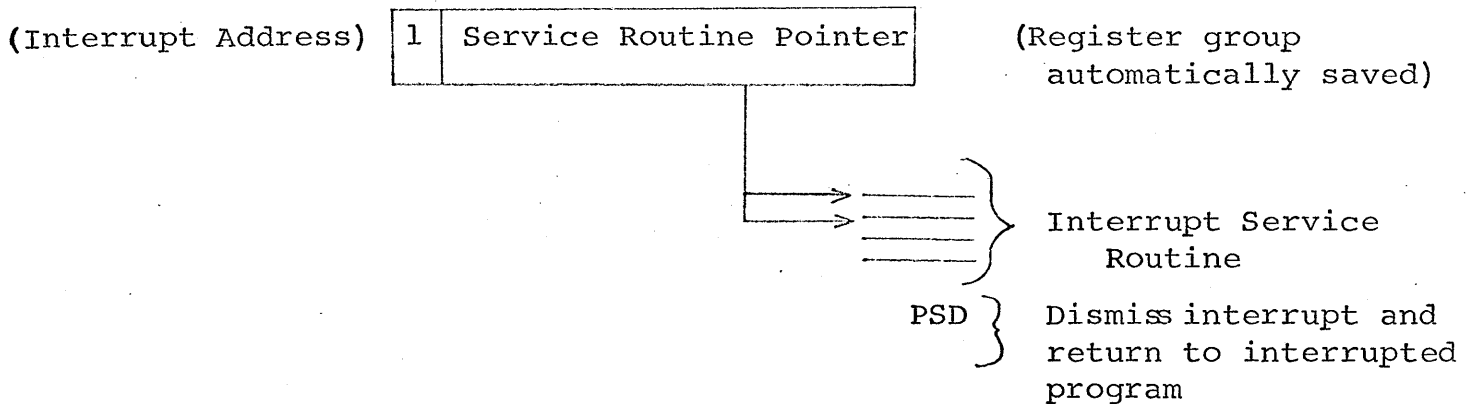 (Interrupt Address) 1 Service Routine Pointer (Register group
automatically saved)
Interrupt Service
Routine
PSD Dismiss interrupt and
return to interrupted
program